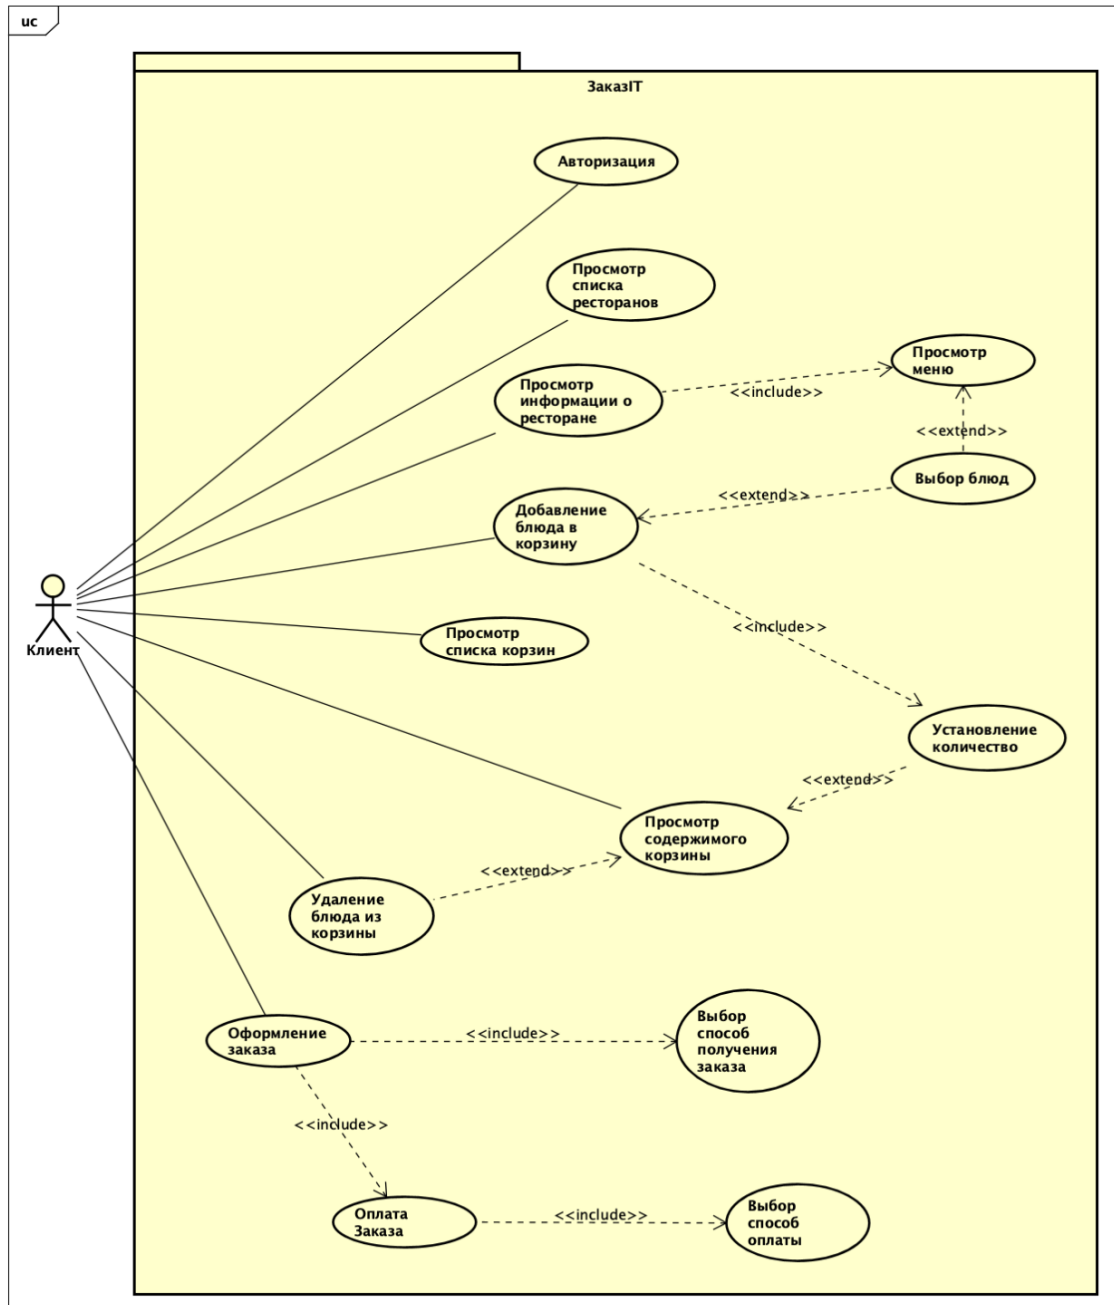 uc
ЗаказIT
Авторизация
Просмотр
списка
ресторанов
Просмотр
меню
Просмотр
информации о
ресторане
<<include>>
<<extend>>
Выбор блюд
<<extend>>
Добавление
блюда в
корзину
<<include>>
Просмотр
списка корзин
Клиент
Установление
количество
<<extend>>
Просмотр
содержимого
корзины
<<extend>>
Удаление
блюда из
корзины
Выбор
способ
получения
заказа
Оформление
заказа
<<include>>
<<include>>
Оплата
Заказа
<<include>>
Выбор
способ
оплаты